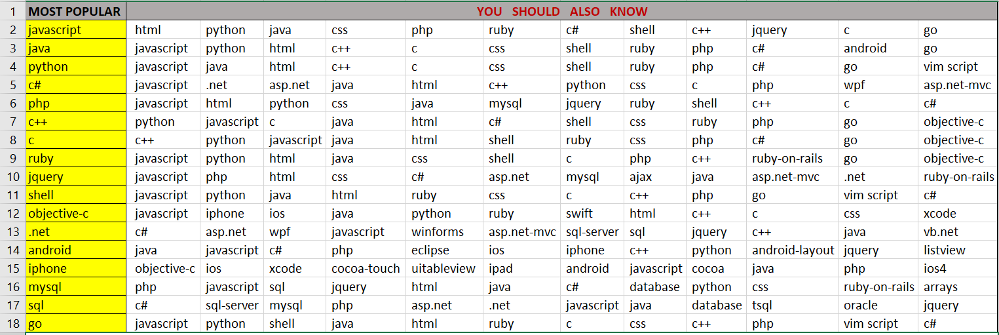 1 MOST POPULAR YOU SHOULD ALSO KNOW
2 javascript html python java css php ruby c# shell c++ jquery c go
3 java javascript python html c++ c css shell ruby php c# android go
4 python javascript java html c++ c css shell ruby php c# go vim script
5 c# javascript .net asp.net java html c++ python css c php wpf asp.net-mvc
6 php javascript html python css java mysql jquery ruby shell c++ c c#
7 c++ python javascript c java html c# shell css ruby php go objective-c
8 c c++ python javascript java html shell ruby css php c# go objective-c
9 ruby javascript python html java css shell c php c++ ruby-on-rails go objective-c
10 jquery javascript php html css c# asp.net mysql ajax java asp.net-mvc .net ruby-on-rails
11 shell javascript python java html ruby css c c++ php go vim script c#
12 objective-c javascript iphone ios java python ruby swift html c++ c css xcode
13 .net c# asp.net wpf javascript winforms asp.net-mvc sql-server sql jquery c++ java vb.net
14 android java javascript c# php eclipse ios iphone c++ python android-layout jquery listview
15 iphone objective-c ios xcode cocoa-touch uitableview ipad android javascript cocoa java php ios4
16 mysql php javascript sql jquery html java c# database python css ruby-on-rails arrays
17 sql c# sql-server mysql php asp.net .net javascript java database tsql oracle jquery
18 go javascript python shell java html ruby c css c++ php vim script c#